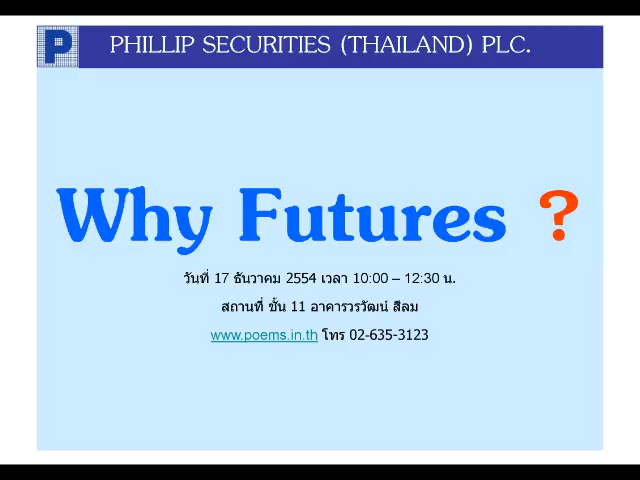 P
PHILLIP SECURITIES (THAILAND) PLC.
Why Futures ?
วันที่ 17 ธันวาคม 2554 เวลา 10:00 – 12:30 น.
สถานที่ ชั้น 11 อาคารวรวัฒน์ สีลม
www.poems.in.th โทร 02-635-3123